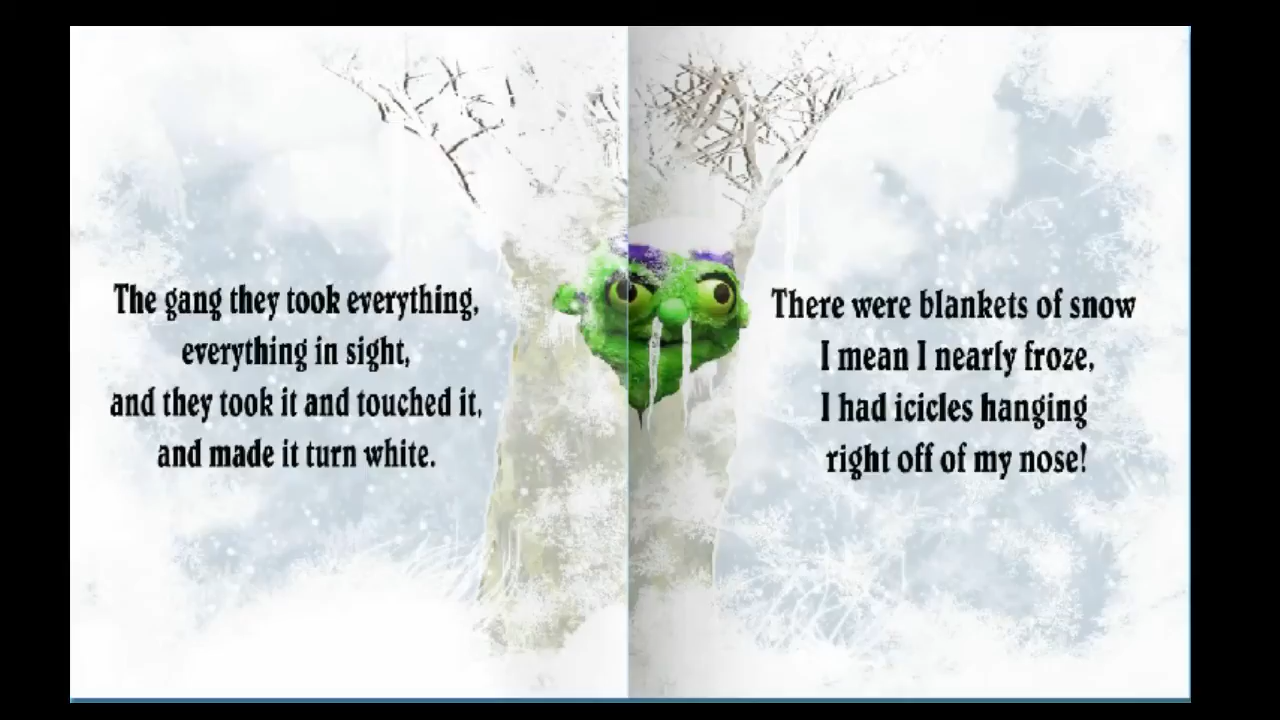 The gang they took everything,
everything in sight,
and they took it and touched it,
and made it turn white.
There were blankets of snow
I mean I nearly froze,
I had icicles hanging
right off of my nose!